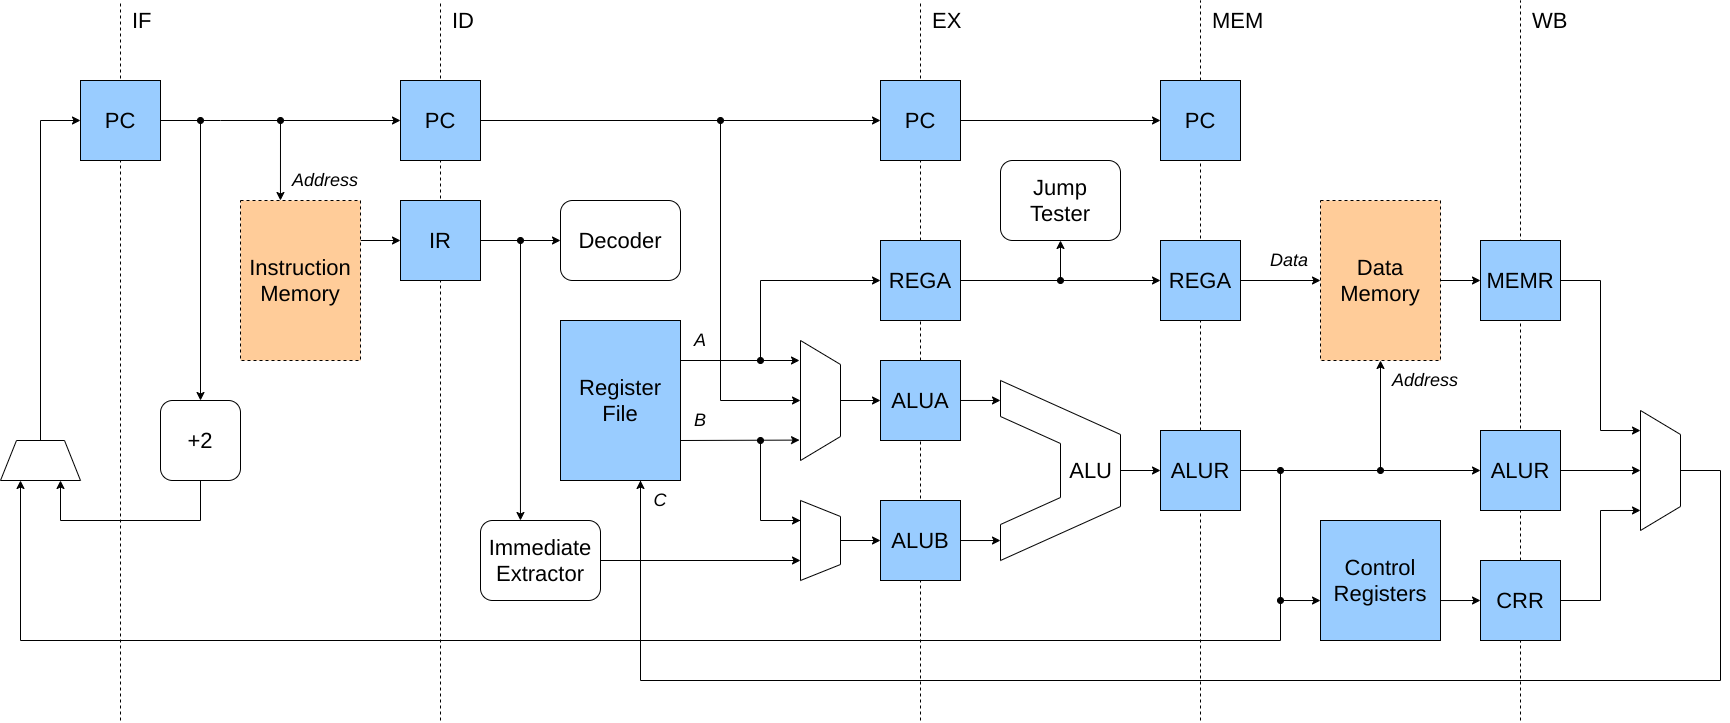 IF
ID
EX
MEM
WB
PC
PC
PC
PC
Address
Jump
Tester
Instruction
Memory
IR
Decoder
REGA
REGA
Data
Data
Memory
MEMR
A
Register
File
B
C
ALUA
Address
+2
ALU
ALUR
ALUR
Immediate
Extractor
ALUB
Control
Registers
CRR